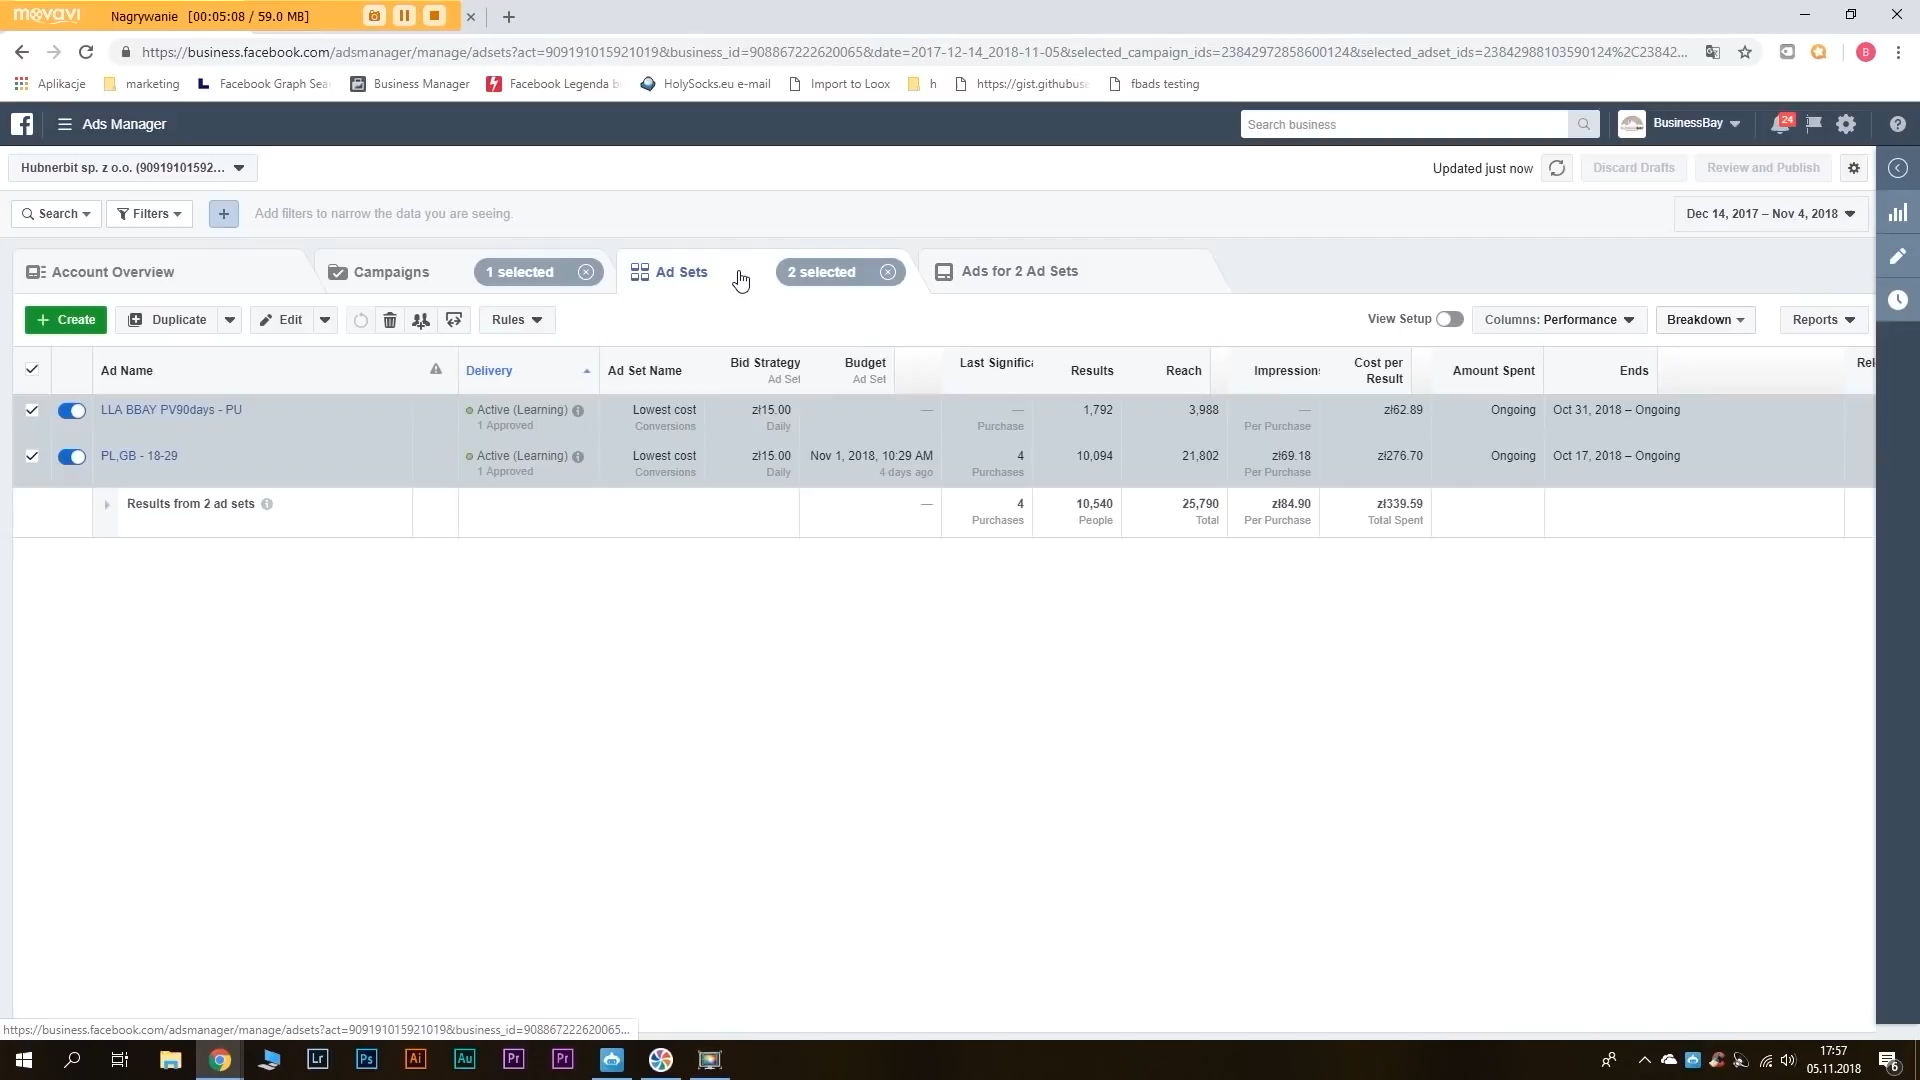 movavi Nagrywanie [00:05:08 / 59.0 MB]
https://business.facebook.com/adsmanager/manage/adsets?act=909191015921019&business_id=908867222620065&date=2017-12-14_2018-11-05&selected_campaign_ids=23842972858600124&selected_adset_ids=23842988103590124%2C23842... B
Aplikacje marketing Facebook Graph Sea Business Manager Facebook Legenda b HolySocks.eu e-mail Import to Loox h https://gist.githubuse fbads testing
Ads Manager Search business BusinessBay 24
Hubnerbit sp. z o.o. (90919101592... Updated just now Discard Drafts Review and Publish
Search Filters + Add filters to narrow the data you are seeing. Dec 14, 2017 – Nov 4, 2018
Account Overview Campaigns 1 selected Ad Sets 2 selected Ads for 2 Ad Sets
+ Create Duplicate Edit Rules View Setup Columns: Performance Breakdown Reports
Ad Name Delivery Ad Set Name Bid Strategy Budget Last Significa Results Reach Impressions Cost per Amount Spent Ends Rel
Ad Set Ad Set Result
LLA BBAY PV90days - PU Active (Learning) Lowest cost zł15.00 — — 1,792 3,988 — zł62.89 Ongoing Oct 31, 2018 – Ongoing
1 Approved Conversions Daily Purchase Per Purchase
PL,GB - 18-29 Active (Learning) Lowest cost zł15.00 Nov 1, 2018, 10:29 AM 4 10,094 21,802 zł69.18 zł276.70 Ongoing Oct 17, 2018 – Ongoing
1 Approved Conversions Daily 4 days ago Purchases Per Purchase
Results from 2 ad sets — 4 10,540 25,790 zł84.90 zł339.59
Purchases People Total Per Purchase Total Spent
https://business.facebook.com/adsmanager/manage/adsets?act=909191015921019&business_id=908867222620065...
Lr Ps Ai Au Pr Pr 17:57
05.11.2018 6